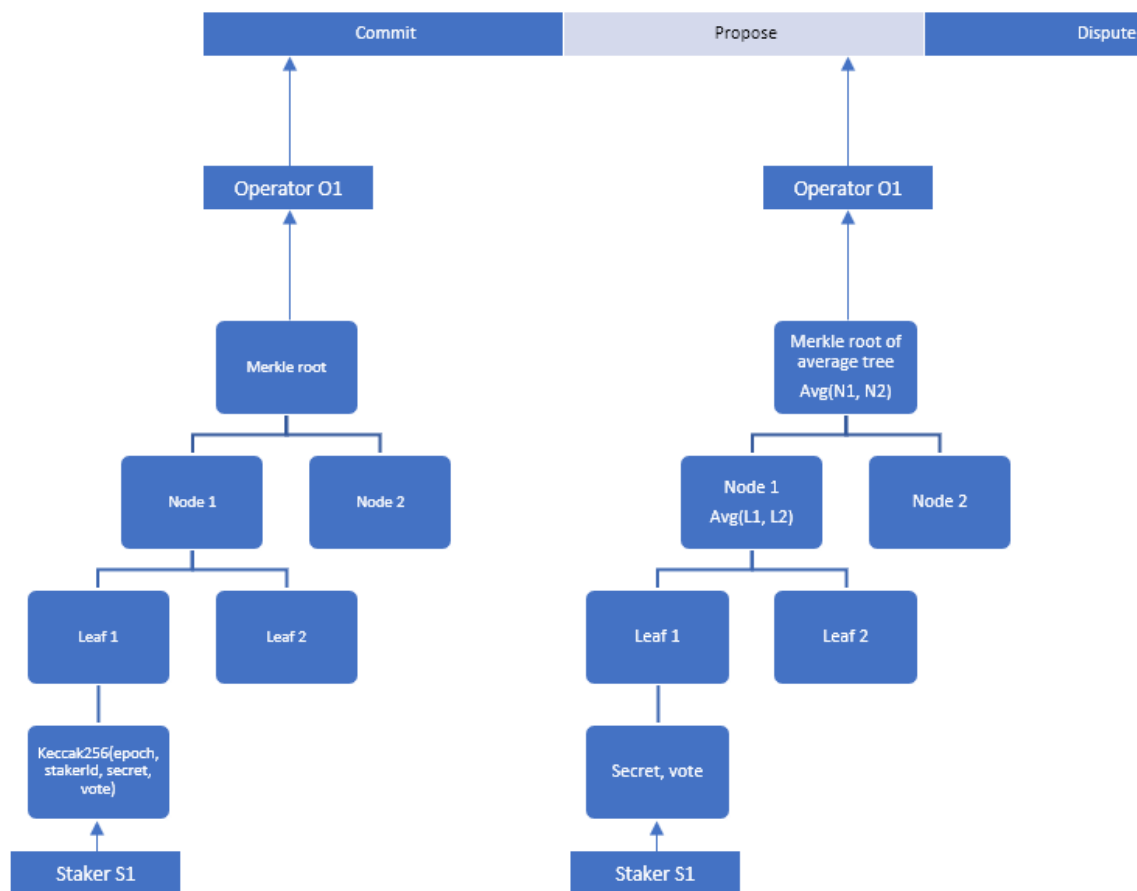 Commit
Propose
Dispute
Operator O1
Operator O1
Merkle root
Merkle root of
average tree
Avg(N1, N2)
Node 1
Node 2
Node 1
Avg(L1, L2)
Node 2
Leaf 1
Leaf 2
Leaf 1
Leaf 2
Keccak256(epoch,
stakerId, secret,
vote)
Secret, vote
Staker S1
Staker S1